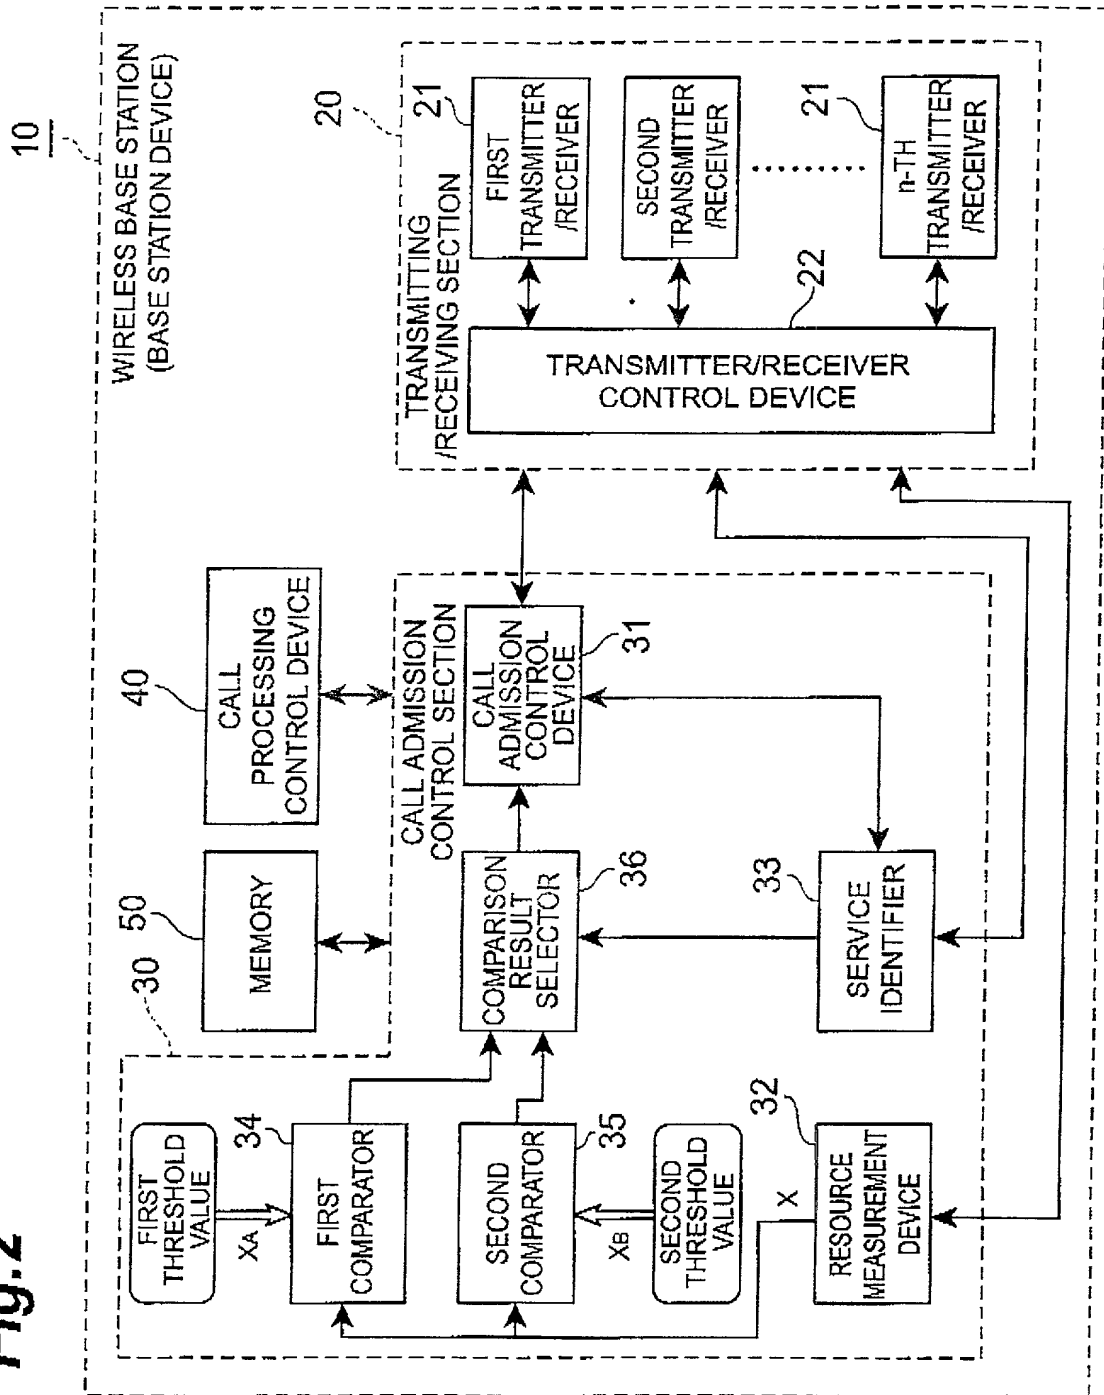 Fig.2
10
WIRELESS BASE STATION
(BASE STATION DEVICE)
20
TRANSMITTING
/RECEIVING SECTION
21
FIRST
TRANSMITTER
/RECEIVER
SECOND
TRANSMITTER
/RECEIVER
21
n-TH
TRANSMITTER
/RECEIVER
22
TRANSMITTER/RECEIVER
CONTROL DEVICE
40
CALL
PROCESSING
CONTROL DEVICE
50
MEMORY
30
CALL ADMISSION
CONTROL SECTION
CALL
ADMISSION
CONTROL
DEVICE
31
COMPARISON
RESULT
SELECTOR
36
33
SERVICE
IDENTIFIER
FIRST
THRESHOLD
VALUE
XA
34
FIRST
COMPARATOR
SECOND
COMPARATOR
35
XB
SECOND
THRESHOLD
VALUE
X
32
RESOURCE
MEASUREMENT
DEVICE